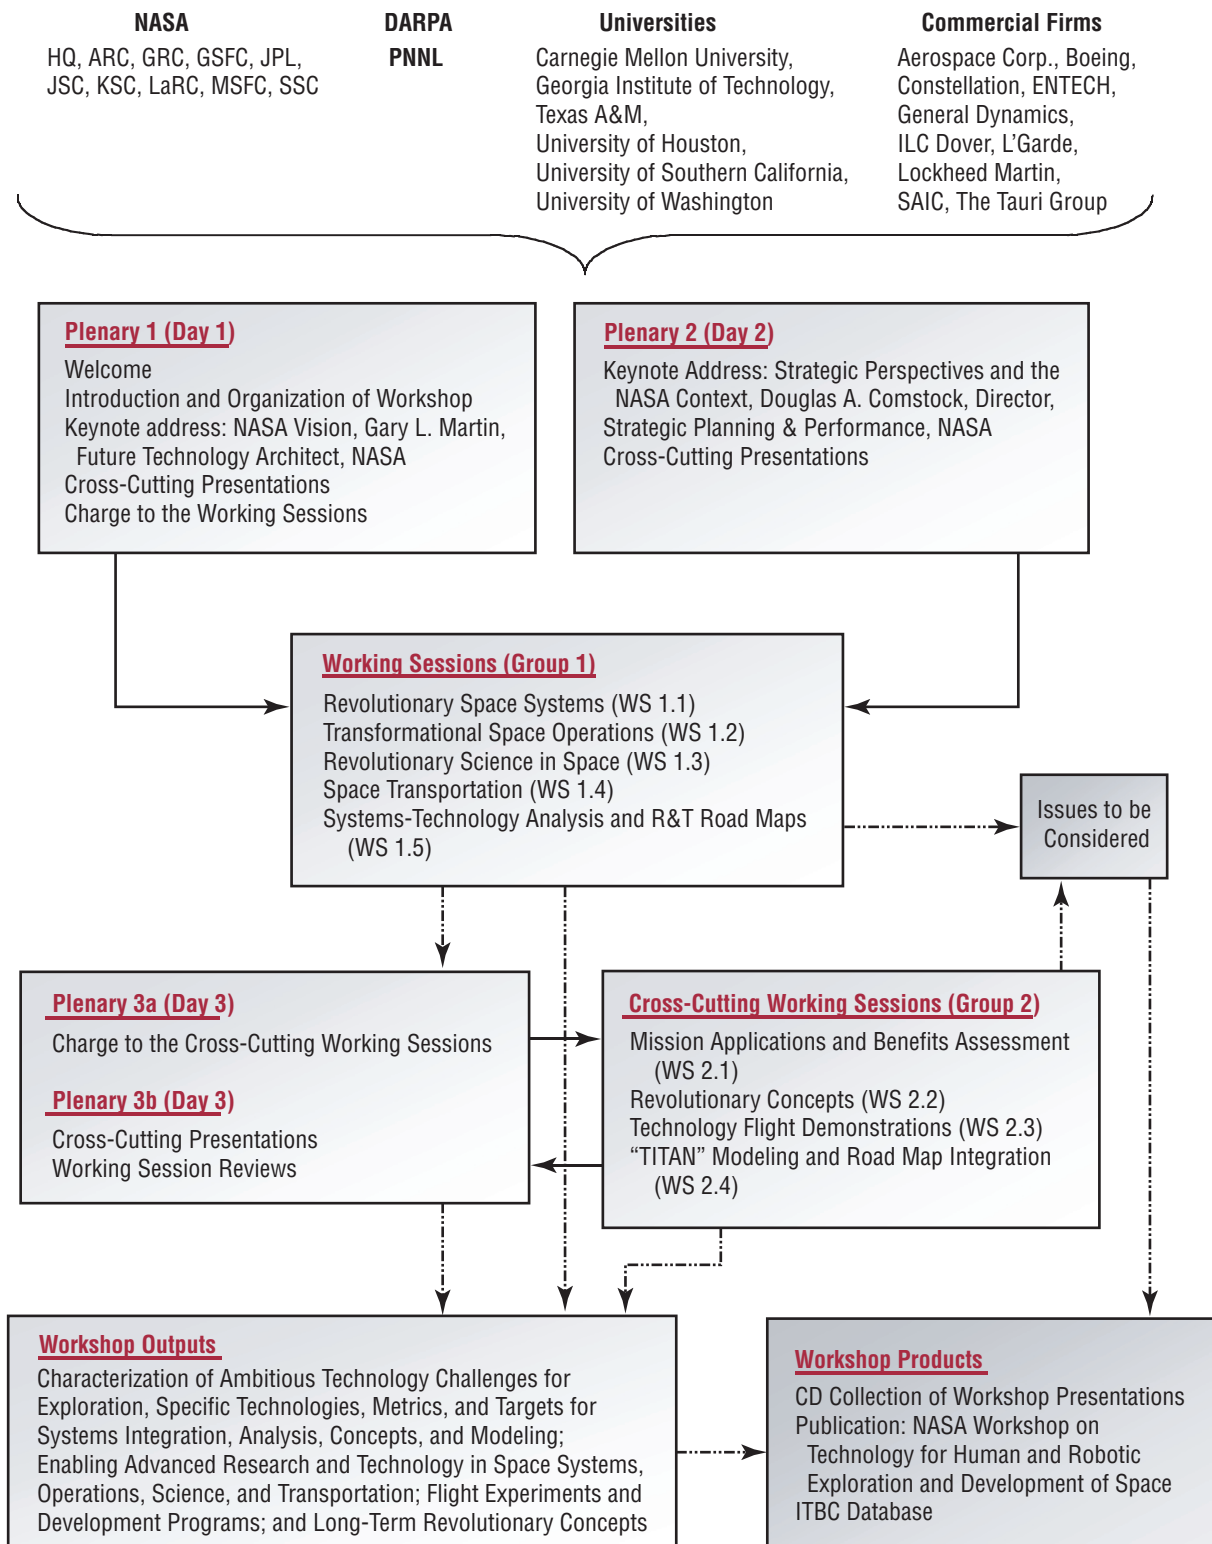 NASA
HQ, ARC, GRC, GSFC, JPL,
JSC, KSC, LaRC, MSFC, SSC
DARPA
PNNL
Universities
Carnegie Mellon University,
Georgia Institute of Technology,
Texas A&M,
University of Houston,
University of Southern California,
University of Washington
Commercial Firms
Aerospace Corp., Boeing,
Constellation, ENTECH,
General Dynamics,
ILC Dover, L’Garde,
Lockheed Martin,
SAIC, The Tauri Group
Plenary 1 (Day 1)
Welcome
Introduction and Organization of Workshop
Keynote address: NASA Vision, Gary L. Martin,
Future Technology Architect, NASA
Cross-Cutting Presentations
Charge to the Working Sessions
Plenary 2 (Day 2)
Keynote Address: Strategic Perspectives and the
NASA Context, Douglas A. Comstock, Director,
Strategic Planning & Performance, NASA
Cross-Cutting Presentations
Working Sessions (Group 1)
Revolutionary Space Systems (WS 1.1)
Transformational Space Operations (WS 1.2)
Revolutionary Science in Space (WS 1.3)
Space Transportation (WS 1.4)
Systems-Technology Analysis and R&T Road Maps
(WS 1.5)
Issues to be
Considered
Plenary 3a (Day 3)
Charge to the Cross-Cutting Working Sessions
Plenary 3b (Day 3)
Cross-Cutting Presentations
Working Session Reviews
Cross-Cutting Working Sessions (Group 2)
Mission Applications and Benefits Assessment
(WS 2.1)
Revolutionary Concepts (WS 2.2)
Technology Flight Demonstrations (WS 2.3)
“TITAN” Modeling and Road Map Integration
(WS 2.4)
Workshop Outputs
Characterization of Ambitious Technology Challenges for
Exploration, Specific Technologies, Metrics, and Targets for
Systems Integration, Analysis, Concepts, and Modeling;
Enabling Advanced Research and Technology in Space Systems,
Operations, Science, and Transportation; Flight Experiments and
Development Programs; and Long-Term Revolutionary Concepts
Workshop Products
CD Collection of Workshop Presentations
Publication: NASA Workshop on
Technology for Human and Robotic
Exploration and Development of Space
ITBC Database